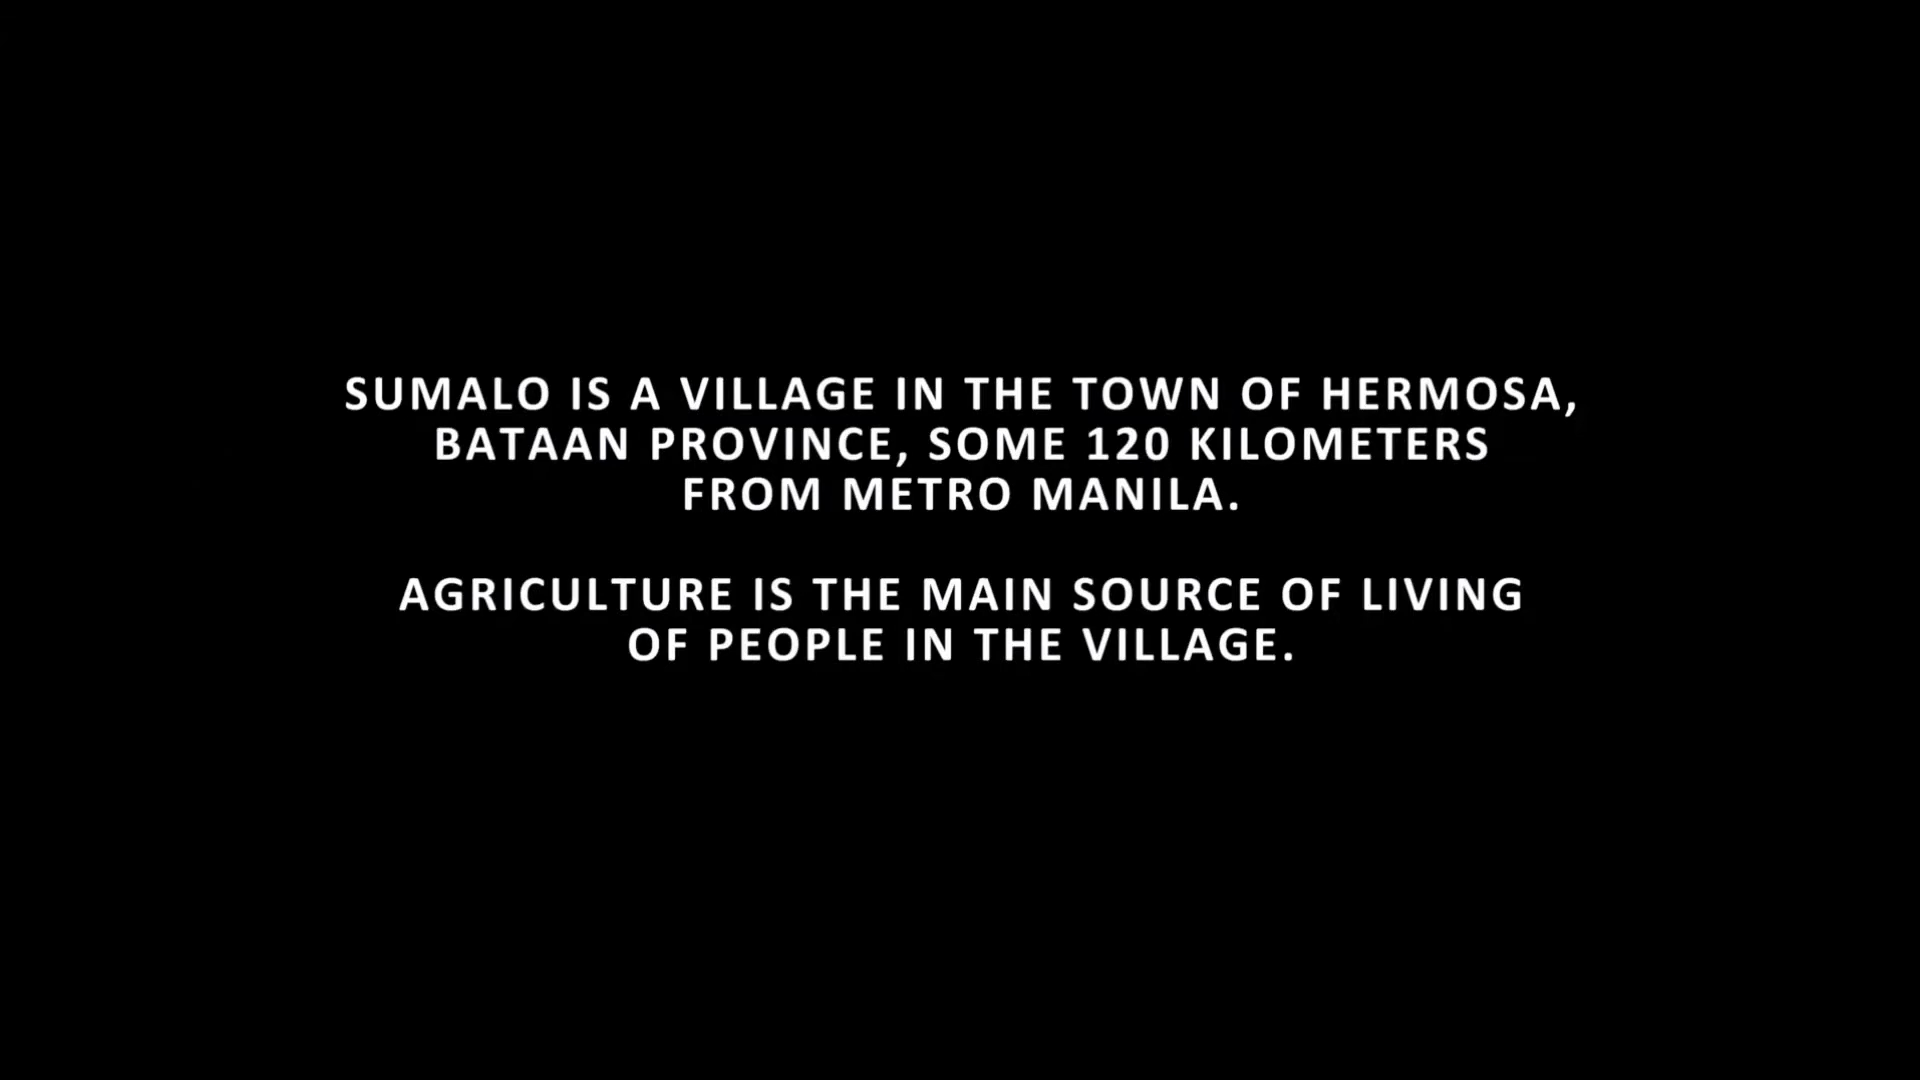 SUMALO IS A VILLAGE IN THE TOWN OF HERMOSA,
BATAAN PROVINCE, SOME 120 KILOMETERS
FROM METRO MANILA.
AGRICULTURE IS THE MAIN SOURCE OF LIVING
OF PEOPLE IN THE VILLAGE.